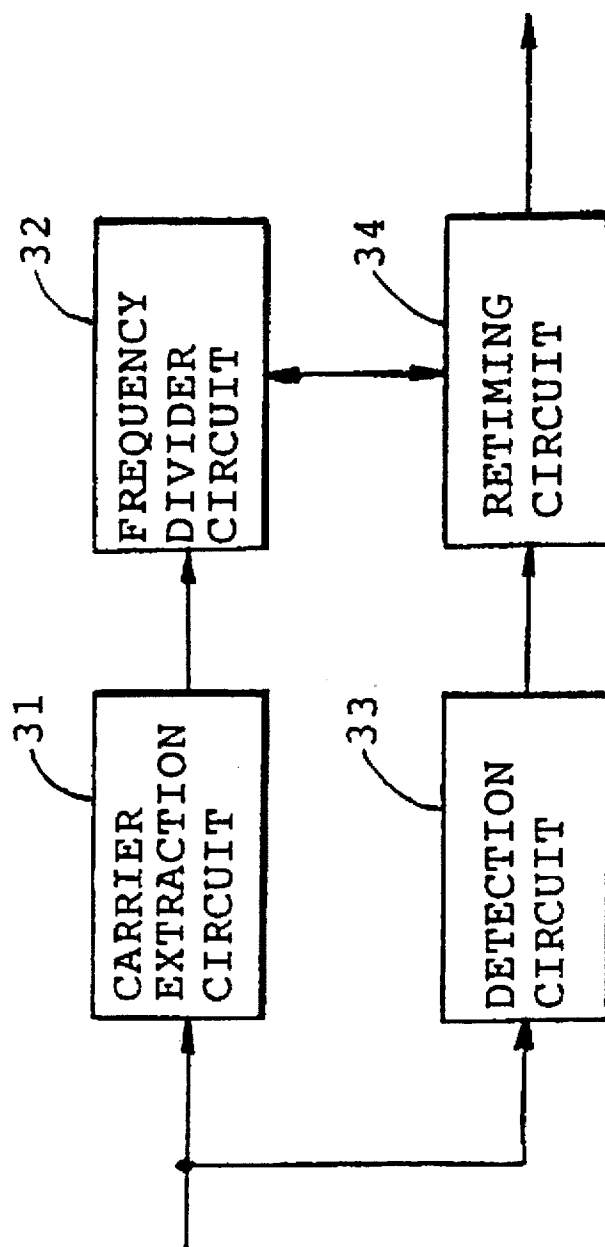 31
CARRIER
EXTRACTION
CIRCUIT
32
FREQUENCY
DIVIDER
CIRCUIT
33
DETECTION
CIRCUIT
34
RETIMING
CIRCUIT